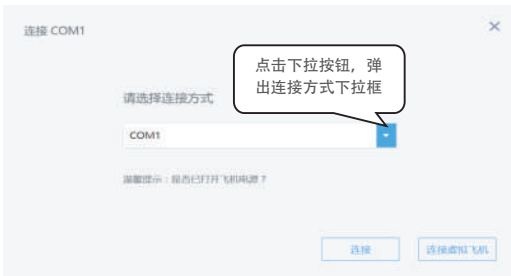 连接 COM1
点击下拉按钮，弹
出连接方式下拉框
请选择连接方式
COM1
温馨提示：是否已打开飞机电源？
连接
连接虚拟飞机